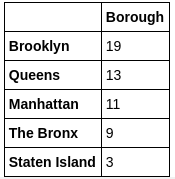 Borough
Brooklyn 19
Queens 13
Manhattan 11
The Bronx 9
Staten Island 3